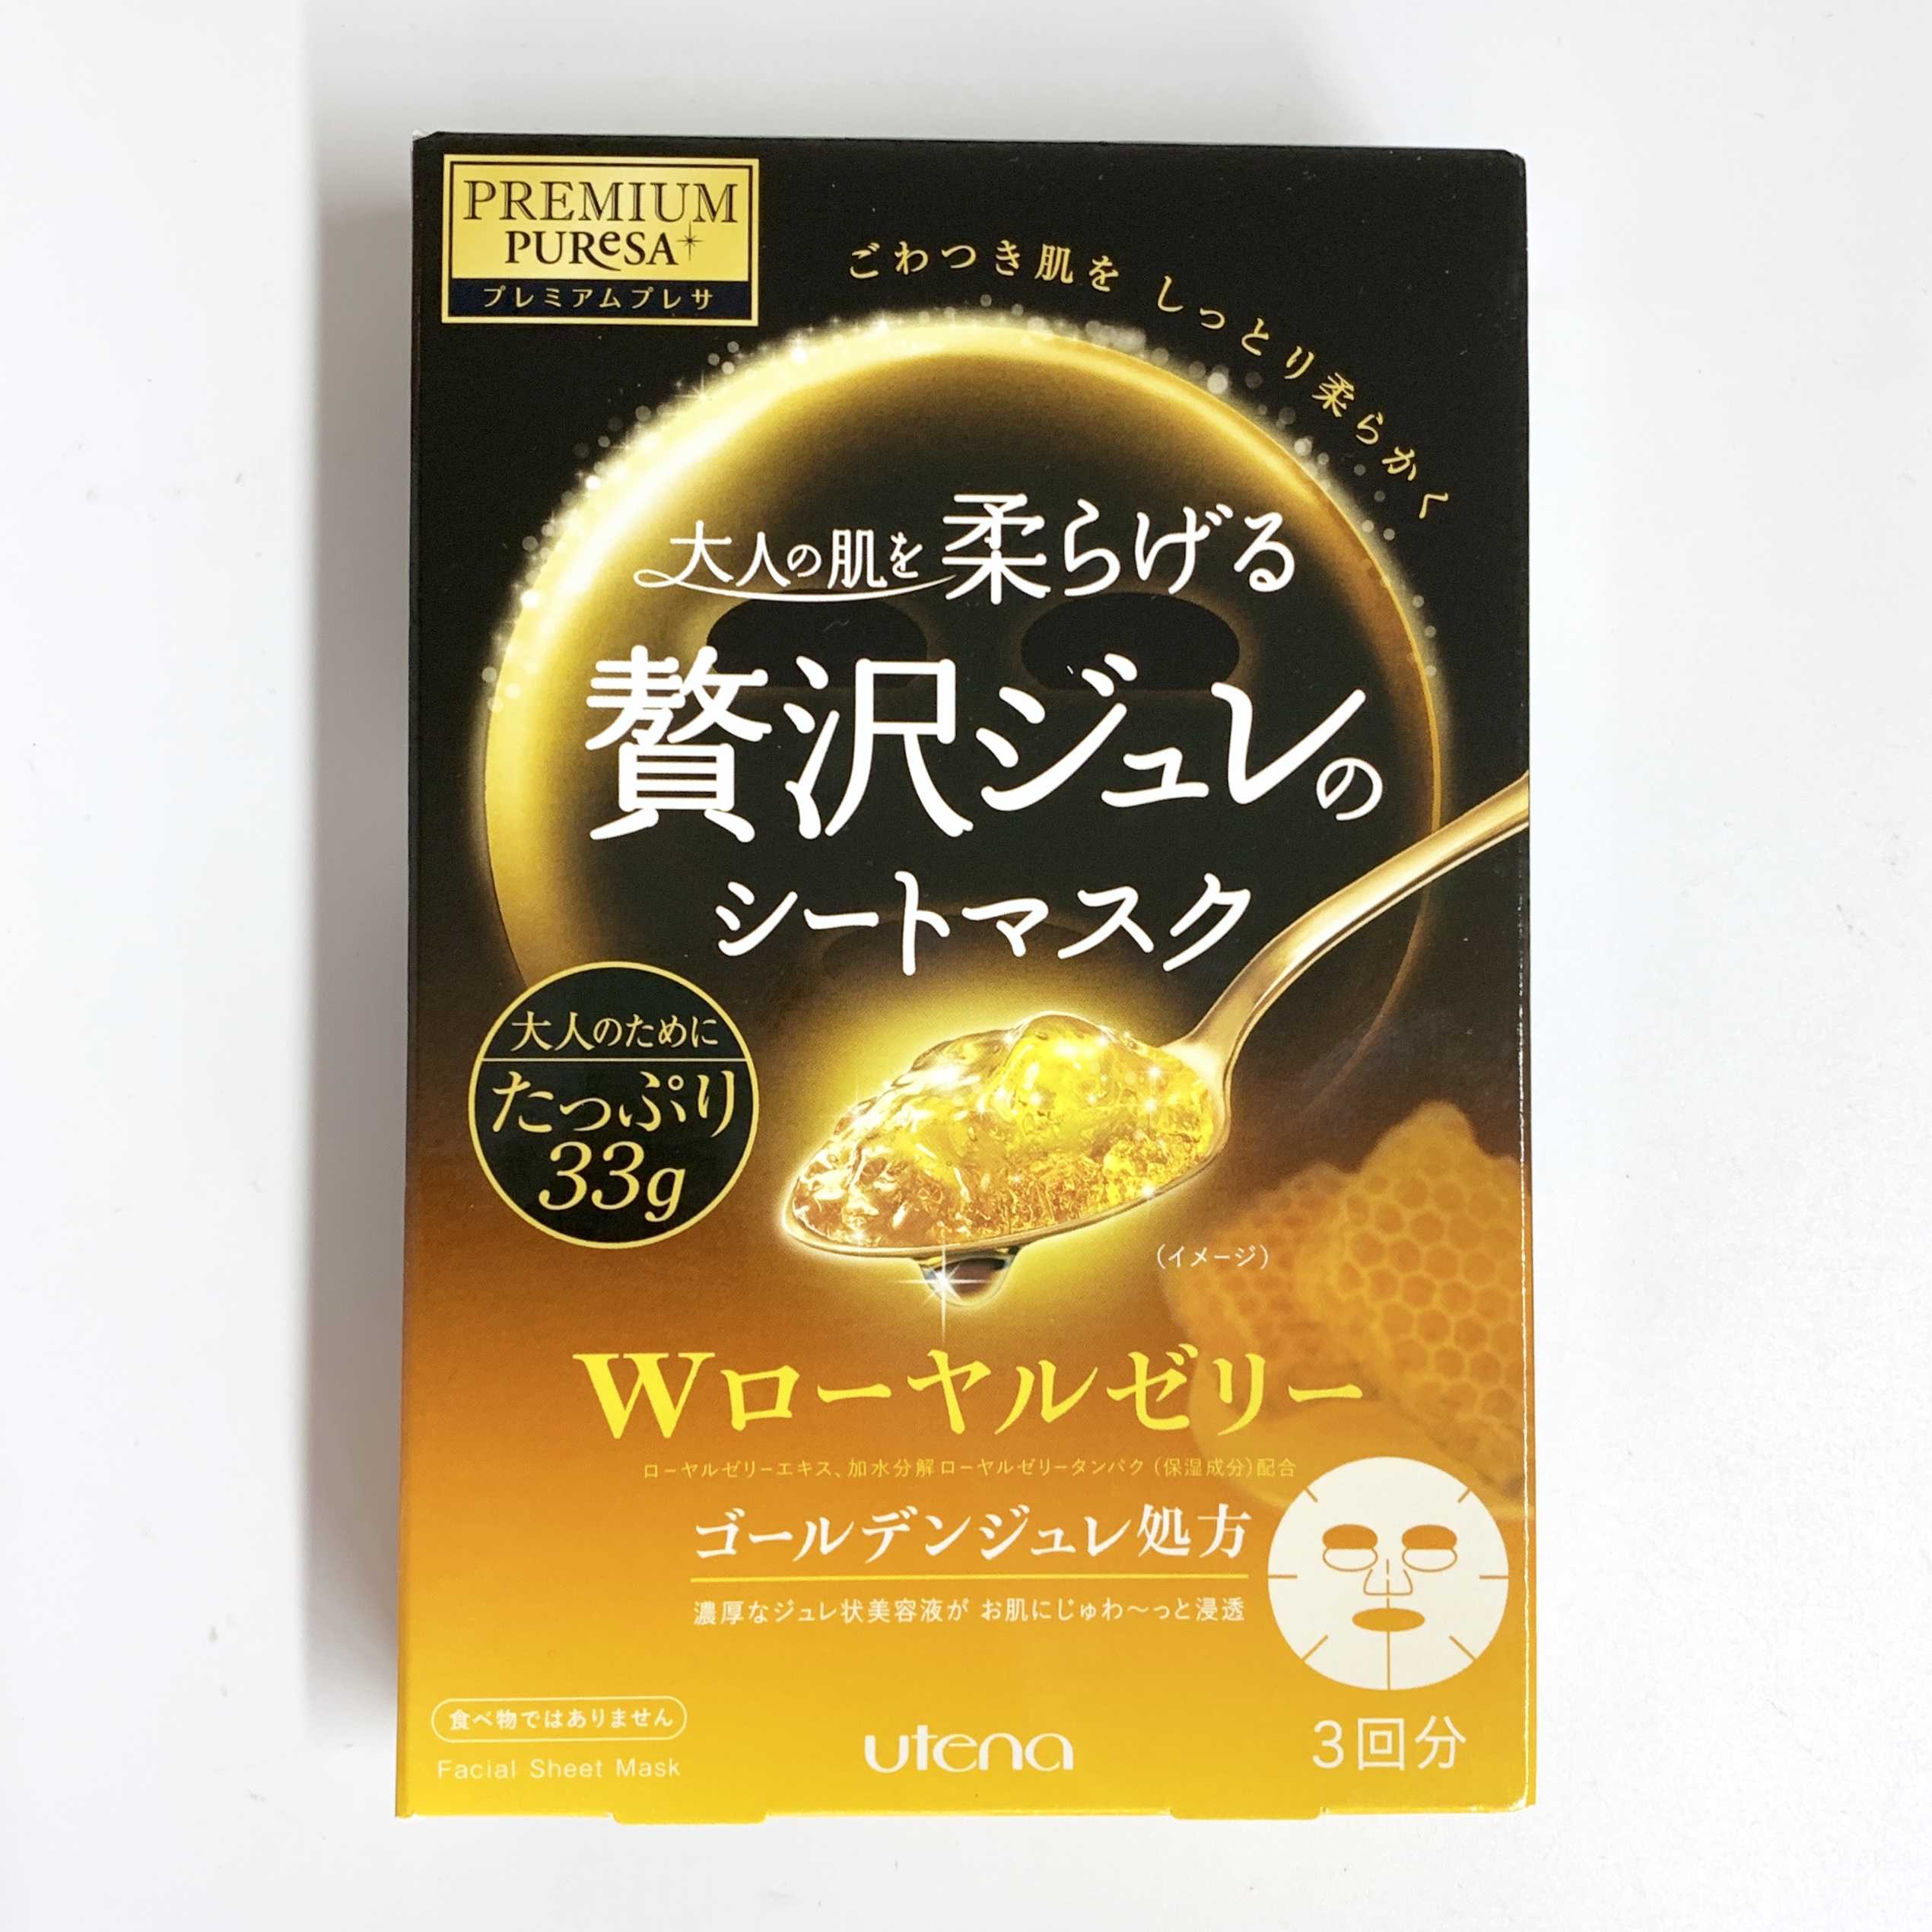 PREMIUM
PUReSA
プレミアムプレサ
ごわつき肌を しっとり柔らかく
大人の肌を柔らげる
贅沢ジュレの
シートマスク
大人のために
たっぷり
33g
(イメージ)
Wローヤルゼリー
ローヤルゼリーエキス、加水分解ローヤルゼリータンパク(保湿成分)配合
ゴールデンジュレ処方
濃厚なジュレ状美容液が お肌にじゅわ〜っと浸透
食べ物ではありません
Facial Sheet Mask
utena
3回分